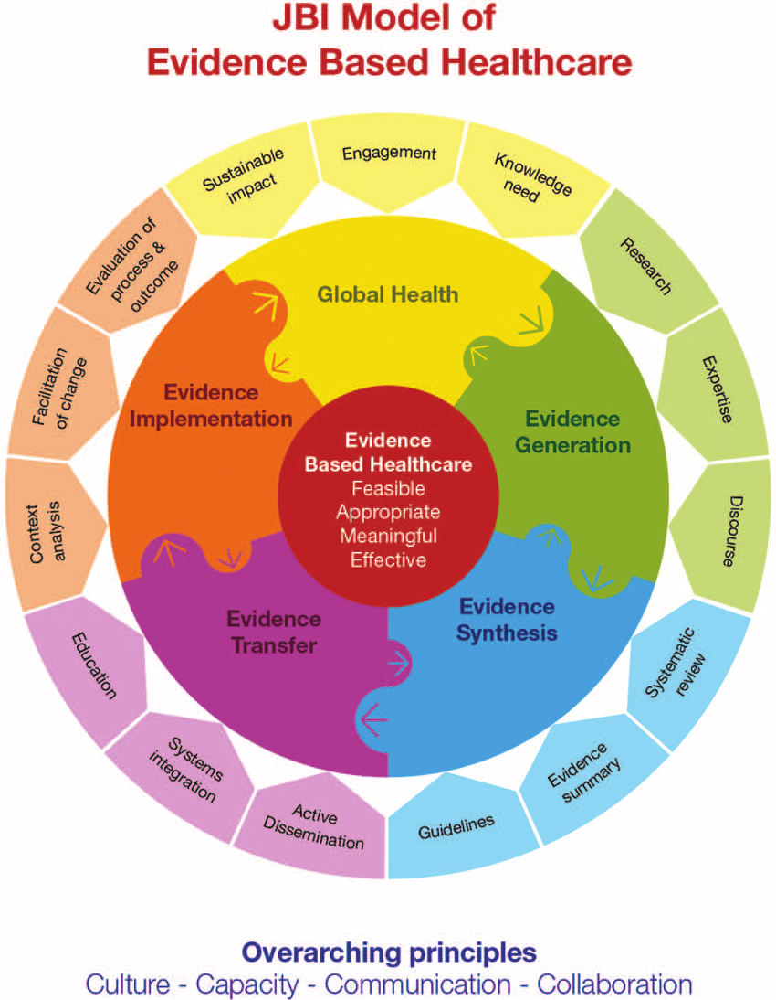 JBI Model of
Evidence Based Healthcare
Sustainable
impact
Engagement
Knowledge
need
Research
Expertise
Discourse
Systematic
review
Evidence
summary
Guidelines
Active
Dissemination
Systems
integration
Education
Context
analysis
Facilitation
of change
Evaluation of
process &
outcome
Global Health
Evidence
Generation
Evidence
Synthesis
Evidence
Transfer
Evidence
Implementation
Evidence
Based Healthcare
Feasible
Appropriate
Meaningful
Effective
Overarching principles
Culture - Capacity - Communication - Collaboration